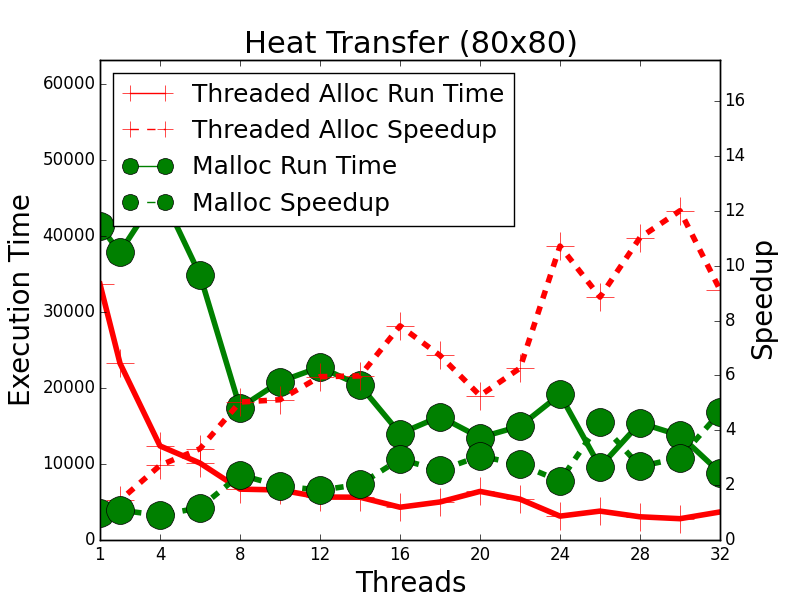 Heat Transfer (80x80)
Threaded Alloc Run Time
Threaded Alloc Speedup
Malloc Run Time
Malloc Speedup
Execution Time
60000
50000
40000
30000
20000
10000
0
Speedup
16
14
12
10
8
6
4
2
0
1 4 8 12 16 20 24 28 32
Threads